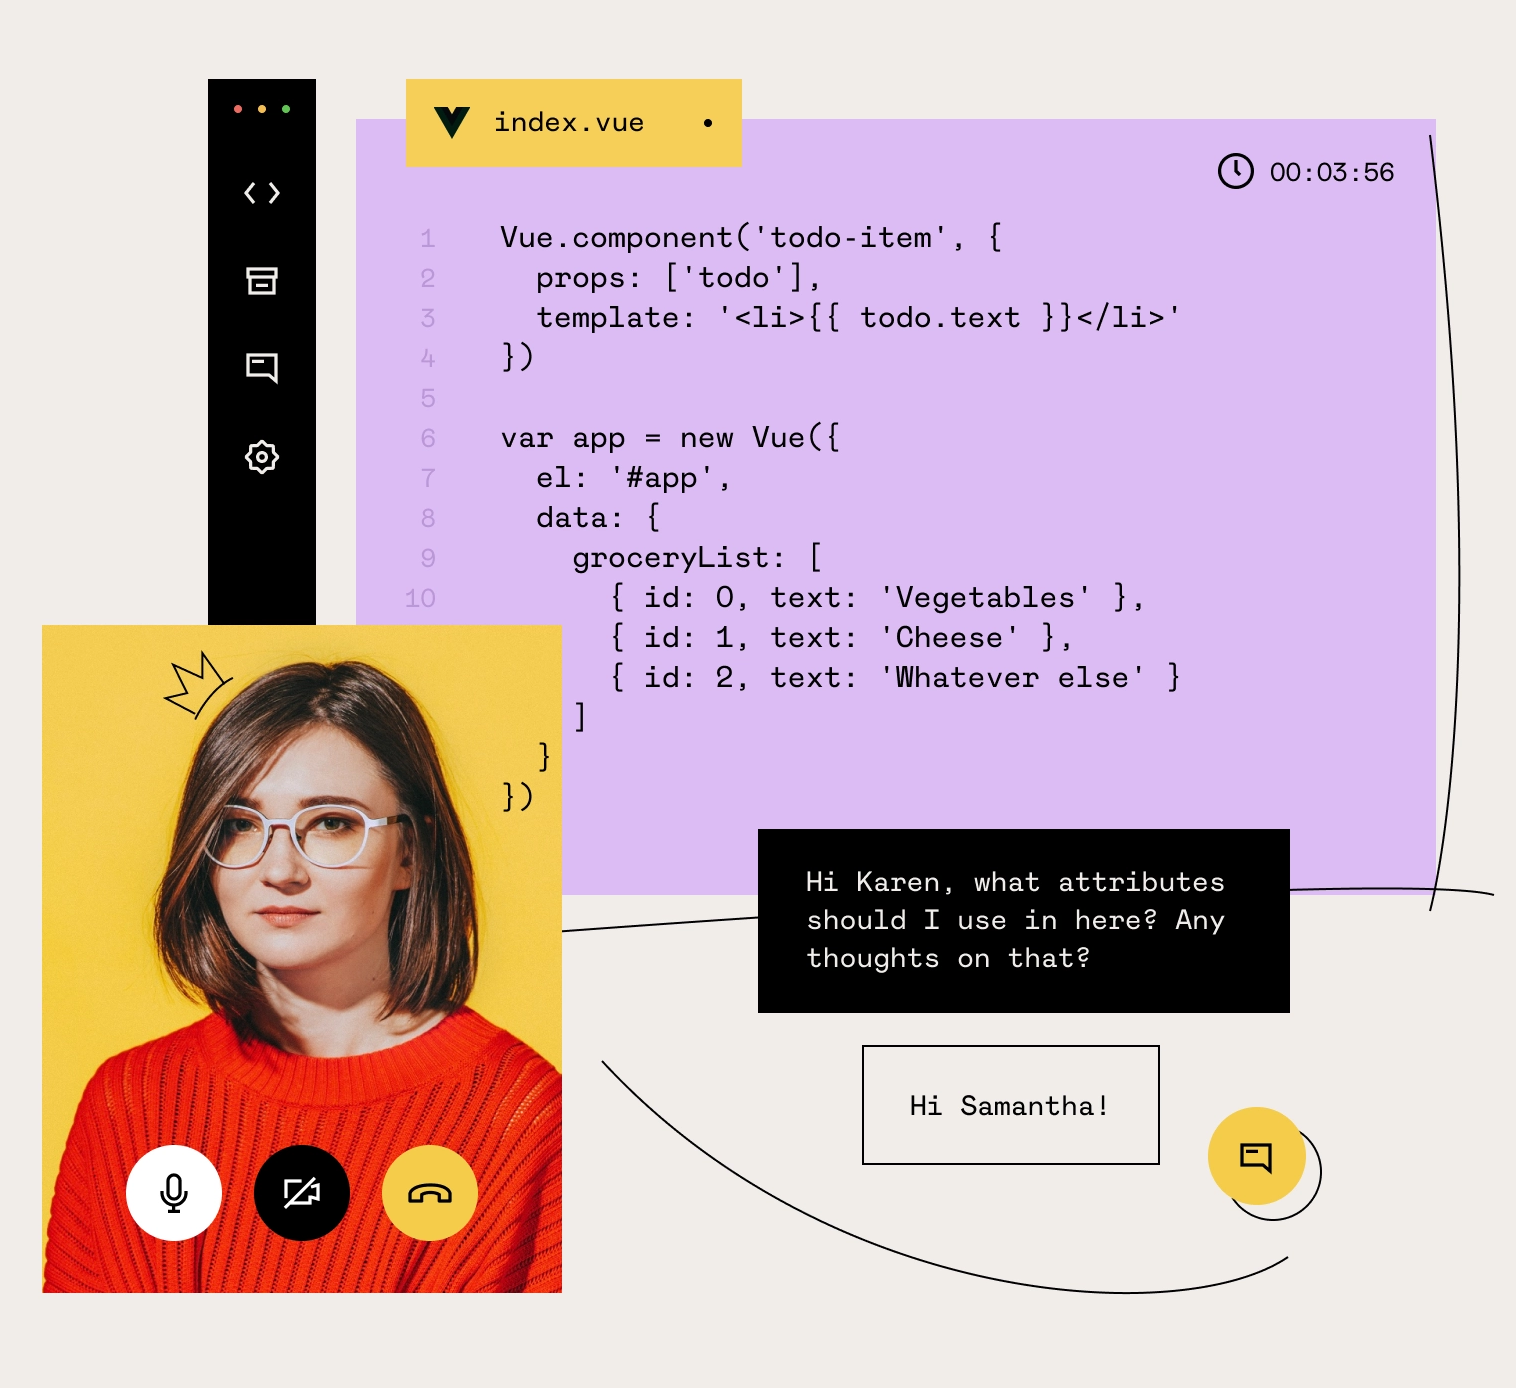 index.vue
00:03:56
1 Vue.component('todo-item', {
2   props: ['todo'],
3   template: '<li>{{ todo.text }}</li>'
4 })
5
6 var app = new Vue({
7   el: '#app',
8   data: {
9     groceryList: [
10       { id: 0, text: 'Vegetables' },
      { id: 1, text: 'Cheese' },
      { id: 2, text: 'Whatever else' }
    ]
  }
})
Hi Karen, what attributes
should I use in here? Any
thoughts on that?
Hi Samantha!